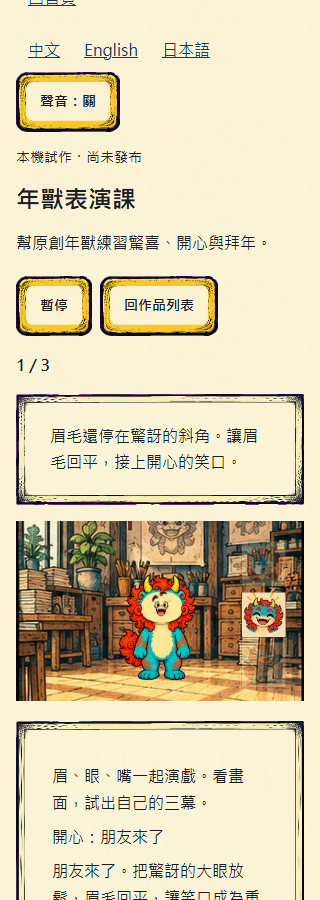 回首頁
中文 English 日本語
聲音：關
本機試作・尚未發布
年獸表演課
幫原創年獸練習驚喜、開心與拜年。
暫停 回作品列表
1 / 3
眉毛還停在驚訝的斜角。讓眉
毛回平，接上開心的笑口。
眉、眼、嘴一起演戲。看畫
面，試出自己的三幕。
開心：朋友來了
朋友來了。把驚訝的大眼放
鬆，眉毛回平，讓笑口成為重